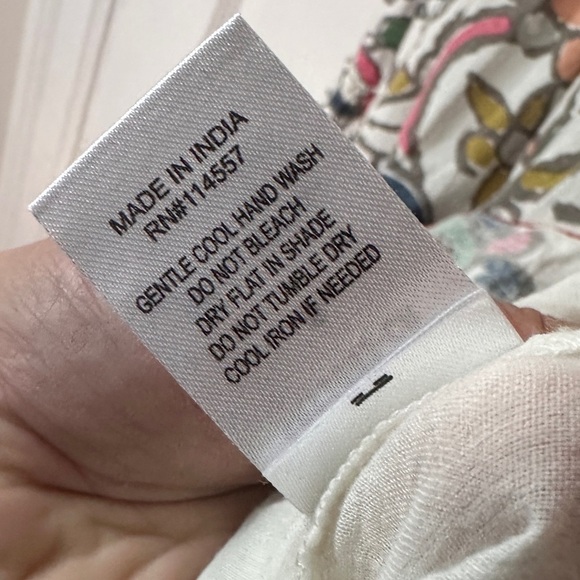 MADE IN INDIA
RN#114557
GENTLE COOL HAND WASH
DO NOT BLEACH
DRY FLAT IN SHADE
DO NOT TUMBLE DRY
COOL IRON IF NEEDED
L